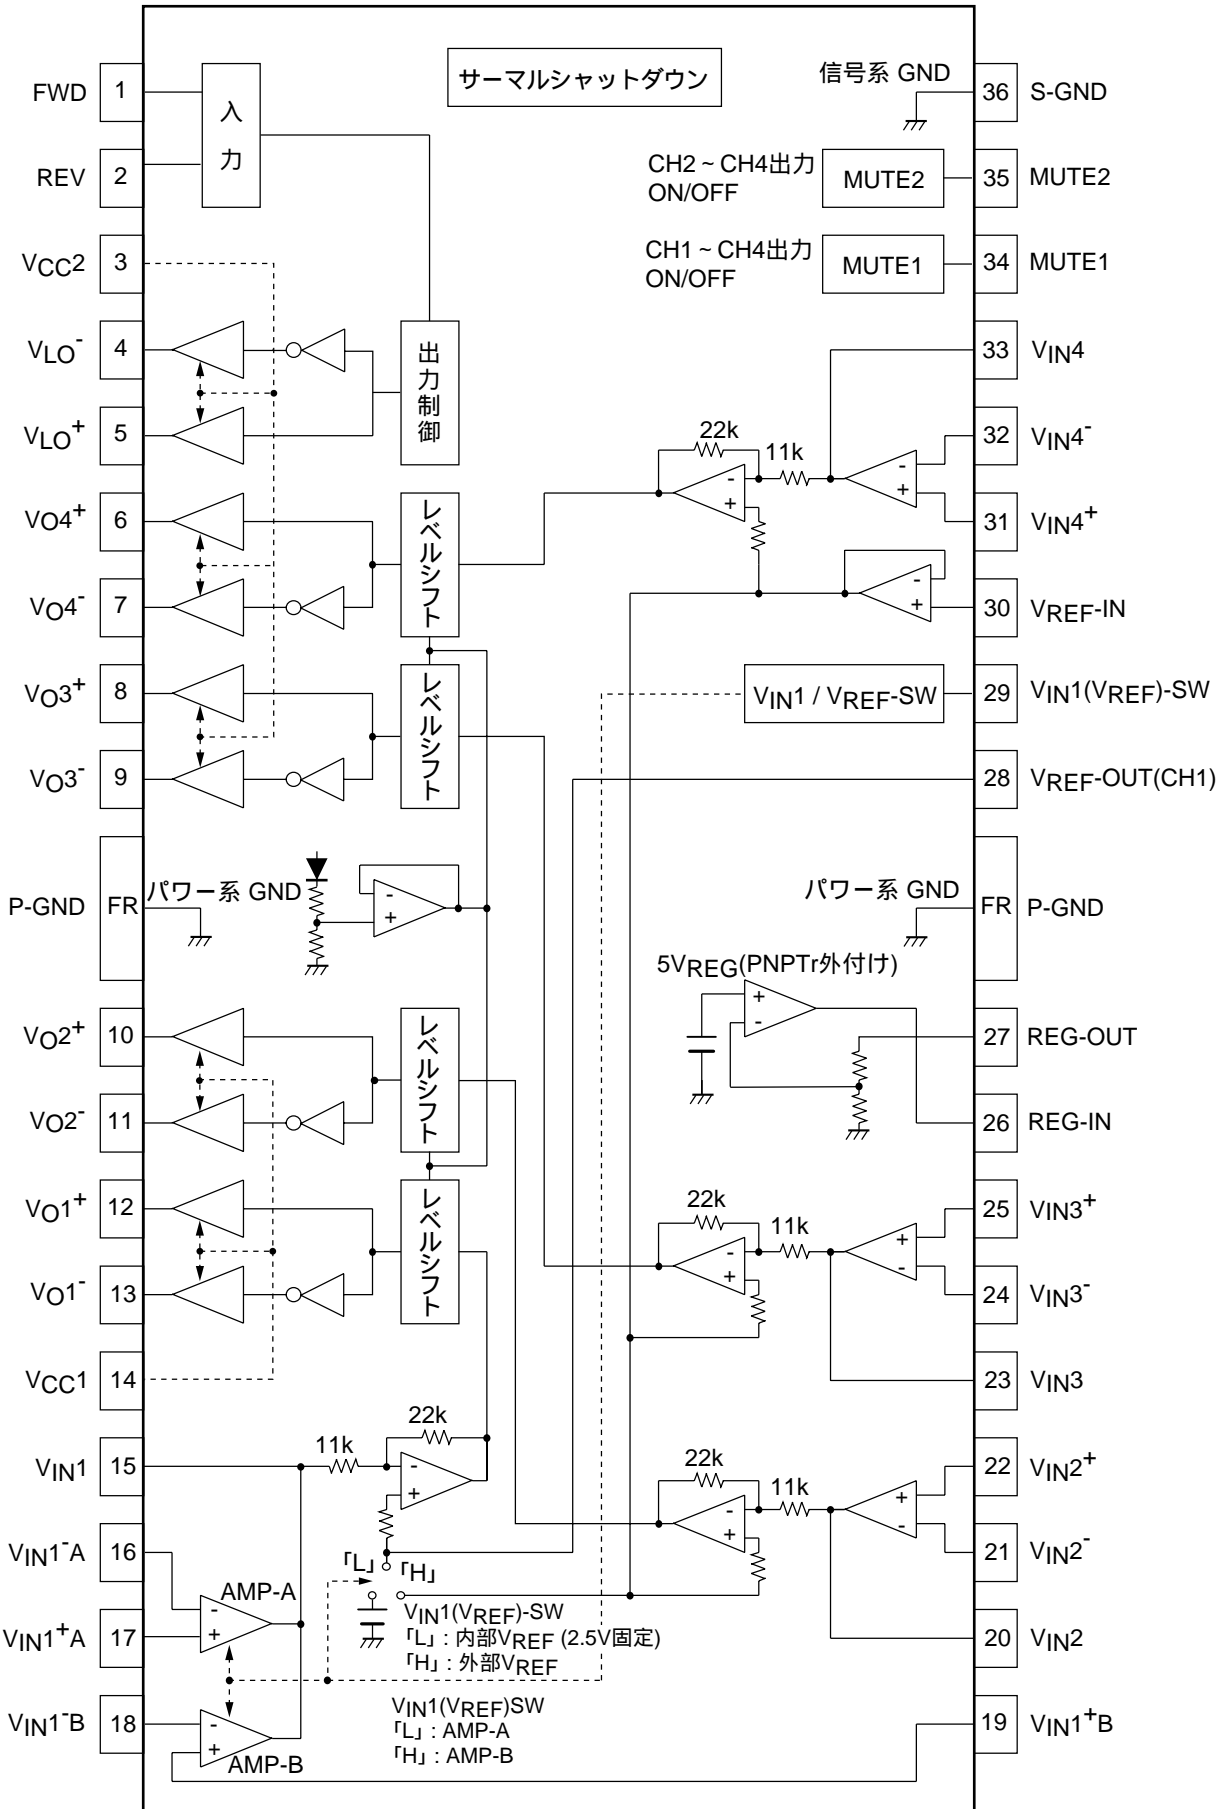 サーマルシャットダウン
信号系 GND
FWD
1
入力
36
S-GND
REV
2
CH2 ~ CH4出力
ON/OFF
MUTE2
35
MUTE2
VCC2
3
CH1 ~ CH4出力
ON/OFF
MUTE1
34
MUTE1
VLO-
4
出力制御
33
VIN4
VLO+
5
22k
11k
-
+
-
+
32
VIN4-
VO4+
6
レベルシフト
31
VIN4+
VO4-
7
-
+
30
VREF-IN
VO3+
8
レベルシフト
VIN1 / VREF-SW
29
VIN1(VREF)-SW
VO3-
9
28
VREF-OUT(CH1)
P-GND
FR
パワー系 GND
-
+
パワー系 GND
FR
P-GND
5VREG(PNPTr外付け)
+
-
VO2+
10
レベルシフト
27
REG-OUT
VO2-
11
26
REG-IN
VO1+
12
レベルシフト
22k
11k
-
+
+
-
25
VIN3+
VO1-
13
24
VIN3-
VCC1
14
23
VIN3
VIN1
15
11k
22k
-
+
22k
11k
-
+
+
-
22
VIN2+
VIN1-A
16
「L」
「H」
21
VIN2-
AMP-A
-
+
VIN1+A
17
VIN1(VREF)-SW
「L」: 内部VREF (2.5V固定)
「H」: 外部VREF
20
VIN2
VIN1-B
18
-
+
AMP-B
VIN1(VREF)SW
「L」: AMP-A
「H」: AMP-B
19
VIN1+B